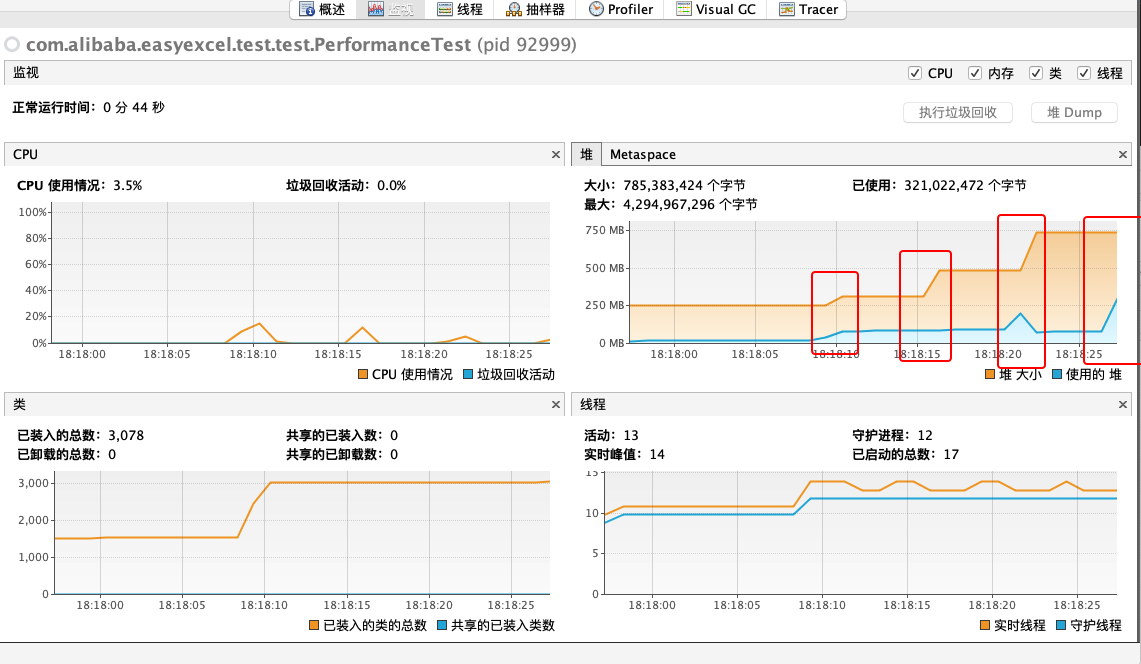 概述 监视 线程 抽样器 Profiler Visual GC Tracer
com.alibaba.easyexcel.test.test.PerformanceTest (pid 92999)
监视 CPU 内存 类 线程
正常运行时间：0 分 44 秒
执行垃圾回收 堆 Dump
CPU
CPU 使用情况：3.5% 垃圾回收活动：0.0%
100%
80%
60%
40%
20%
0%
18:18:00 18:18:05 18:18:10 18:18:15 18:18:20 18:18:25
CPU 使用情况 垃圾回收活动
堆 Metaspace
大小：785,383,424 个字节 已使用：321,022,472 个字节
最大：4,294,967,296 个字节
750 MB
500 MB
250 MB
0 MB
18:18:00 18:18:05 18:18:10 18:18:15 18:18:20 18:18:25
堆 大小 使用的 堆
类
已装入的总数：3,078 共享的已装入数：0
已卸载的总数：0 共享的已卸载数：0
3,000
2,000
1,000
0
18:18:00 18:18:05 18:18:10 18:18:15 18:18:20 18:18:25
已装入的类的总数 共享的已装入类数
线程
活动：13 守护进程：12
实时峰值：14 已启动的总数：17
15
10
5
0
18:18:00 18:18:05 18:18:10 18:18:15 18:18:20 18:18:25
实时线程 守护线程